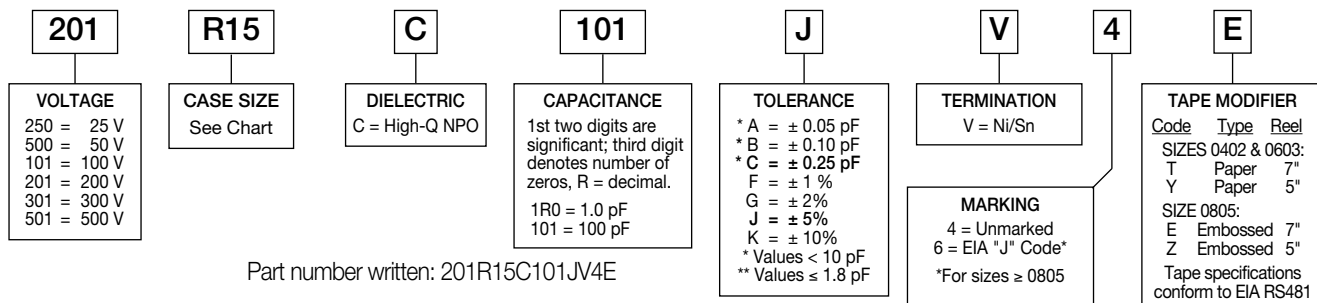 201
R15
C
101
J
V
4
E
VOLTAGE
250 = 25 V
500 = 50 V
101 = 100 V
201 = 200 V
301 = 300 V
501 = 500 V
CASE SIZE
See Chart
DIELECTRIC
C = High-Q NPO
CAPACITANCE
1st two digits are
significant; third digit
denotes number of
zeros, R = decimal.
1R0 = 1.0 pF
101 = 100 pF
TOLERANCE
* A = ± 0.05 pF
* B = ± 0.10 pF
* C = ± 0.25 pF
F = ± 1 %
G = ± 2%
J = ± 5%
K = ± 10%
* Values < 10 pF
** Values ≤ 1.8 pF
TERMINATION
V = Ni/Sn
MARKING
4 = Unmarked
6 = EIA "J" Code*
*For sizes ≥ 0805
TAPE MODIFIER
Code Type Reel
SIZES 0402 & 0603:
T Paper 7"
Y Paper 5"
SIZE 0805:
E Embossed 7"
Z Embossed 5"
Tape specifications
conform to EIA RS481
Part number written: 201R15C101JV4E